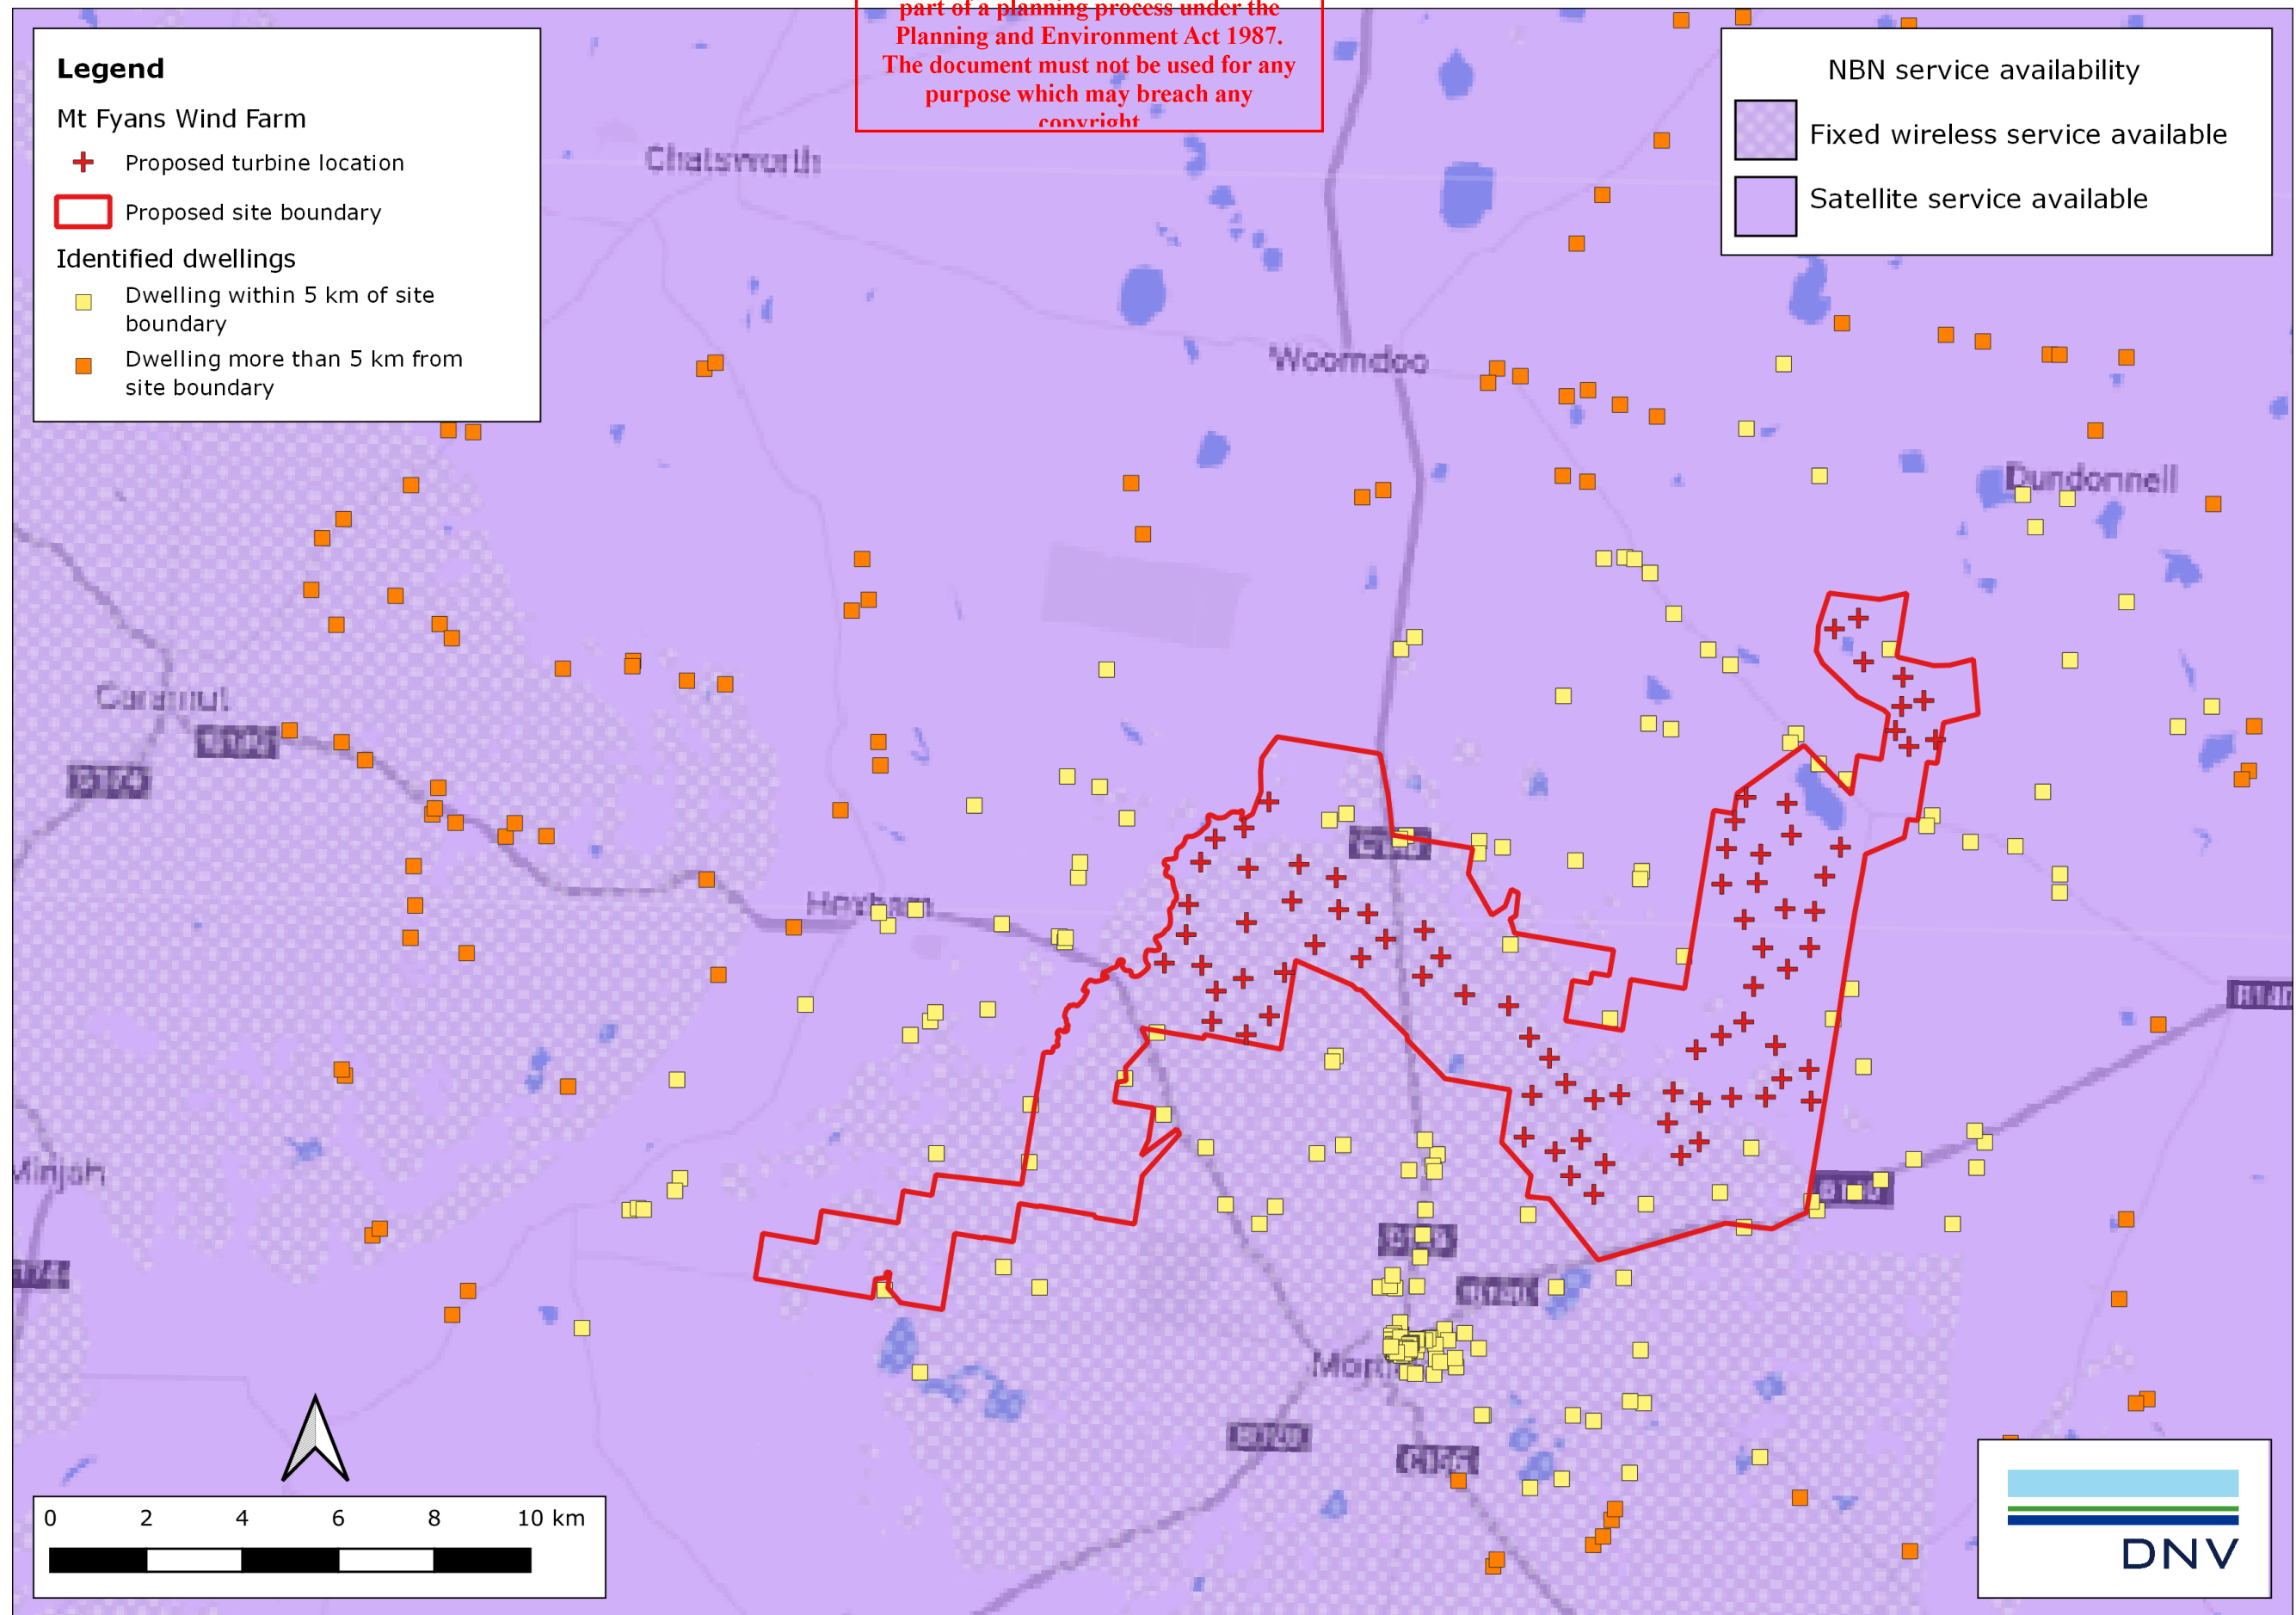 part of a planning process under the
Planning and Environment Act 1987.
The document must not be used for any
purpose which may breach any
copyright
Legend
Mt Fyans Wind Farm
Proposed turbine location
Proposed site boundary
Identified dwellings
Dwelling within 5 km of site
boundary
Dwelling more than 5 km from
site boundary
NBN service availability
Fixed wireless service available
Satellite service available
Chatsworth
Woorndoo
Dundonnell
Caramut
Hexham
Minjah
0 2 4 6 8 10 km
DNV